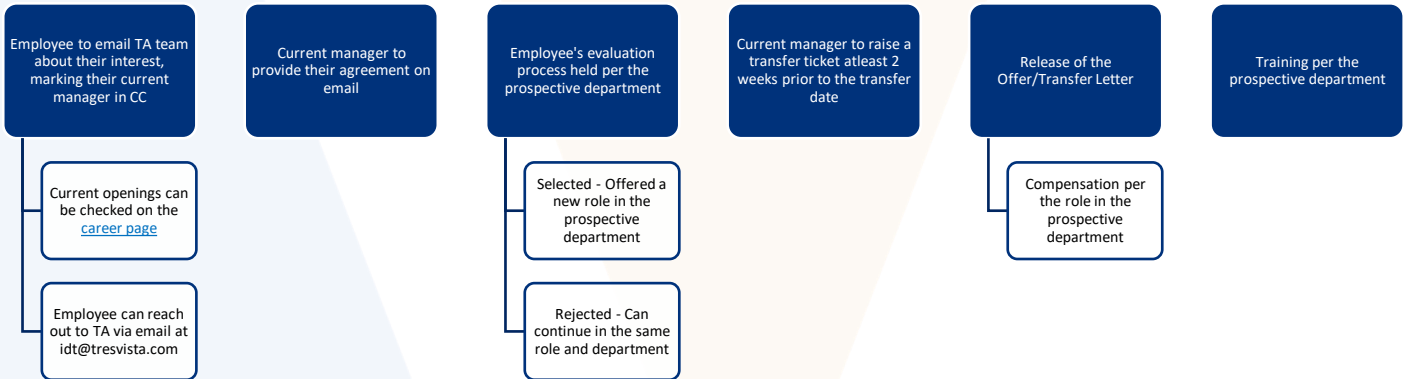 Employee to email TA team
about their interest,
marking their current
manager in CC
Current openings can
be checked on the
career page
Employee can reach
out to TA via email at
idt@tresvista.com
Current manager to
provide their agreement on
email
Employee's evaluation
process held per the
prospective department
Selected - Offered a
new role in the
prospective
department
Rejected - Can
continue in the same
role and department
Current manager to raise a
transfer ticket atleast 2
weeks prior to the transfer
date
Release of the
Offer/Transfer Letter
Compensation per
the role in the
prospective
department
Training per the
prospective department